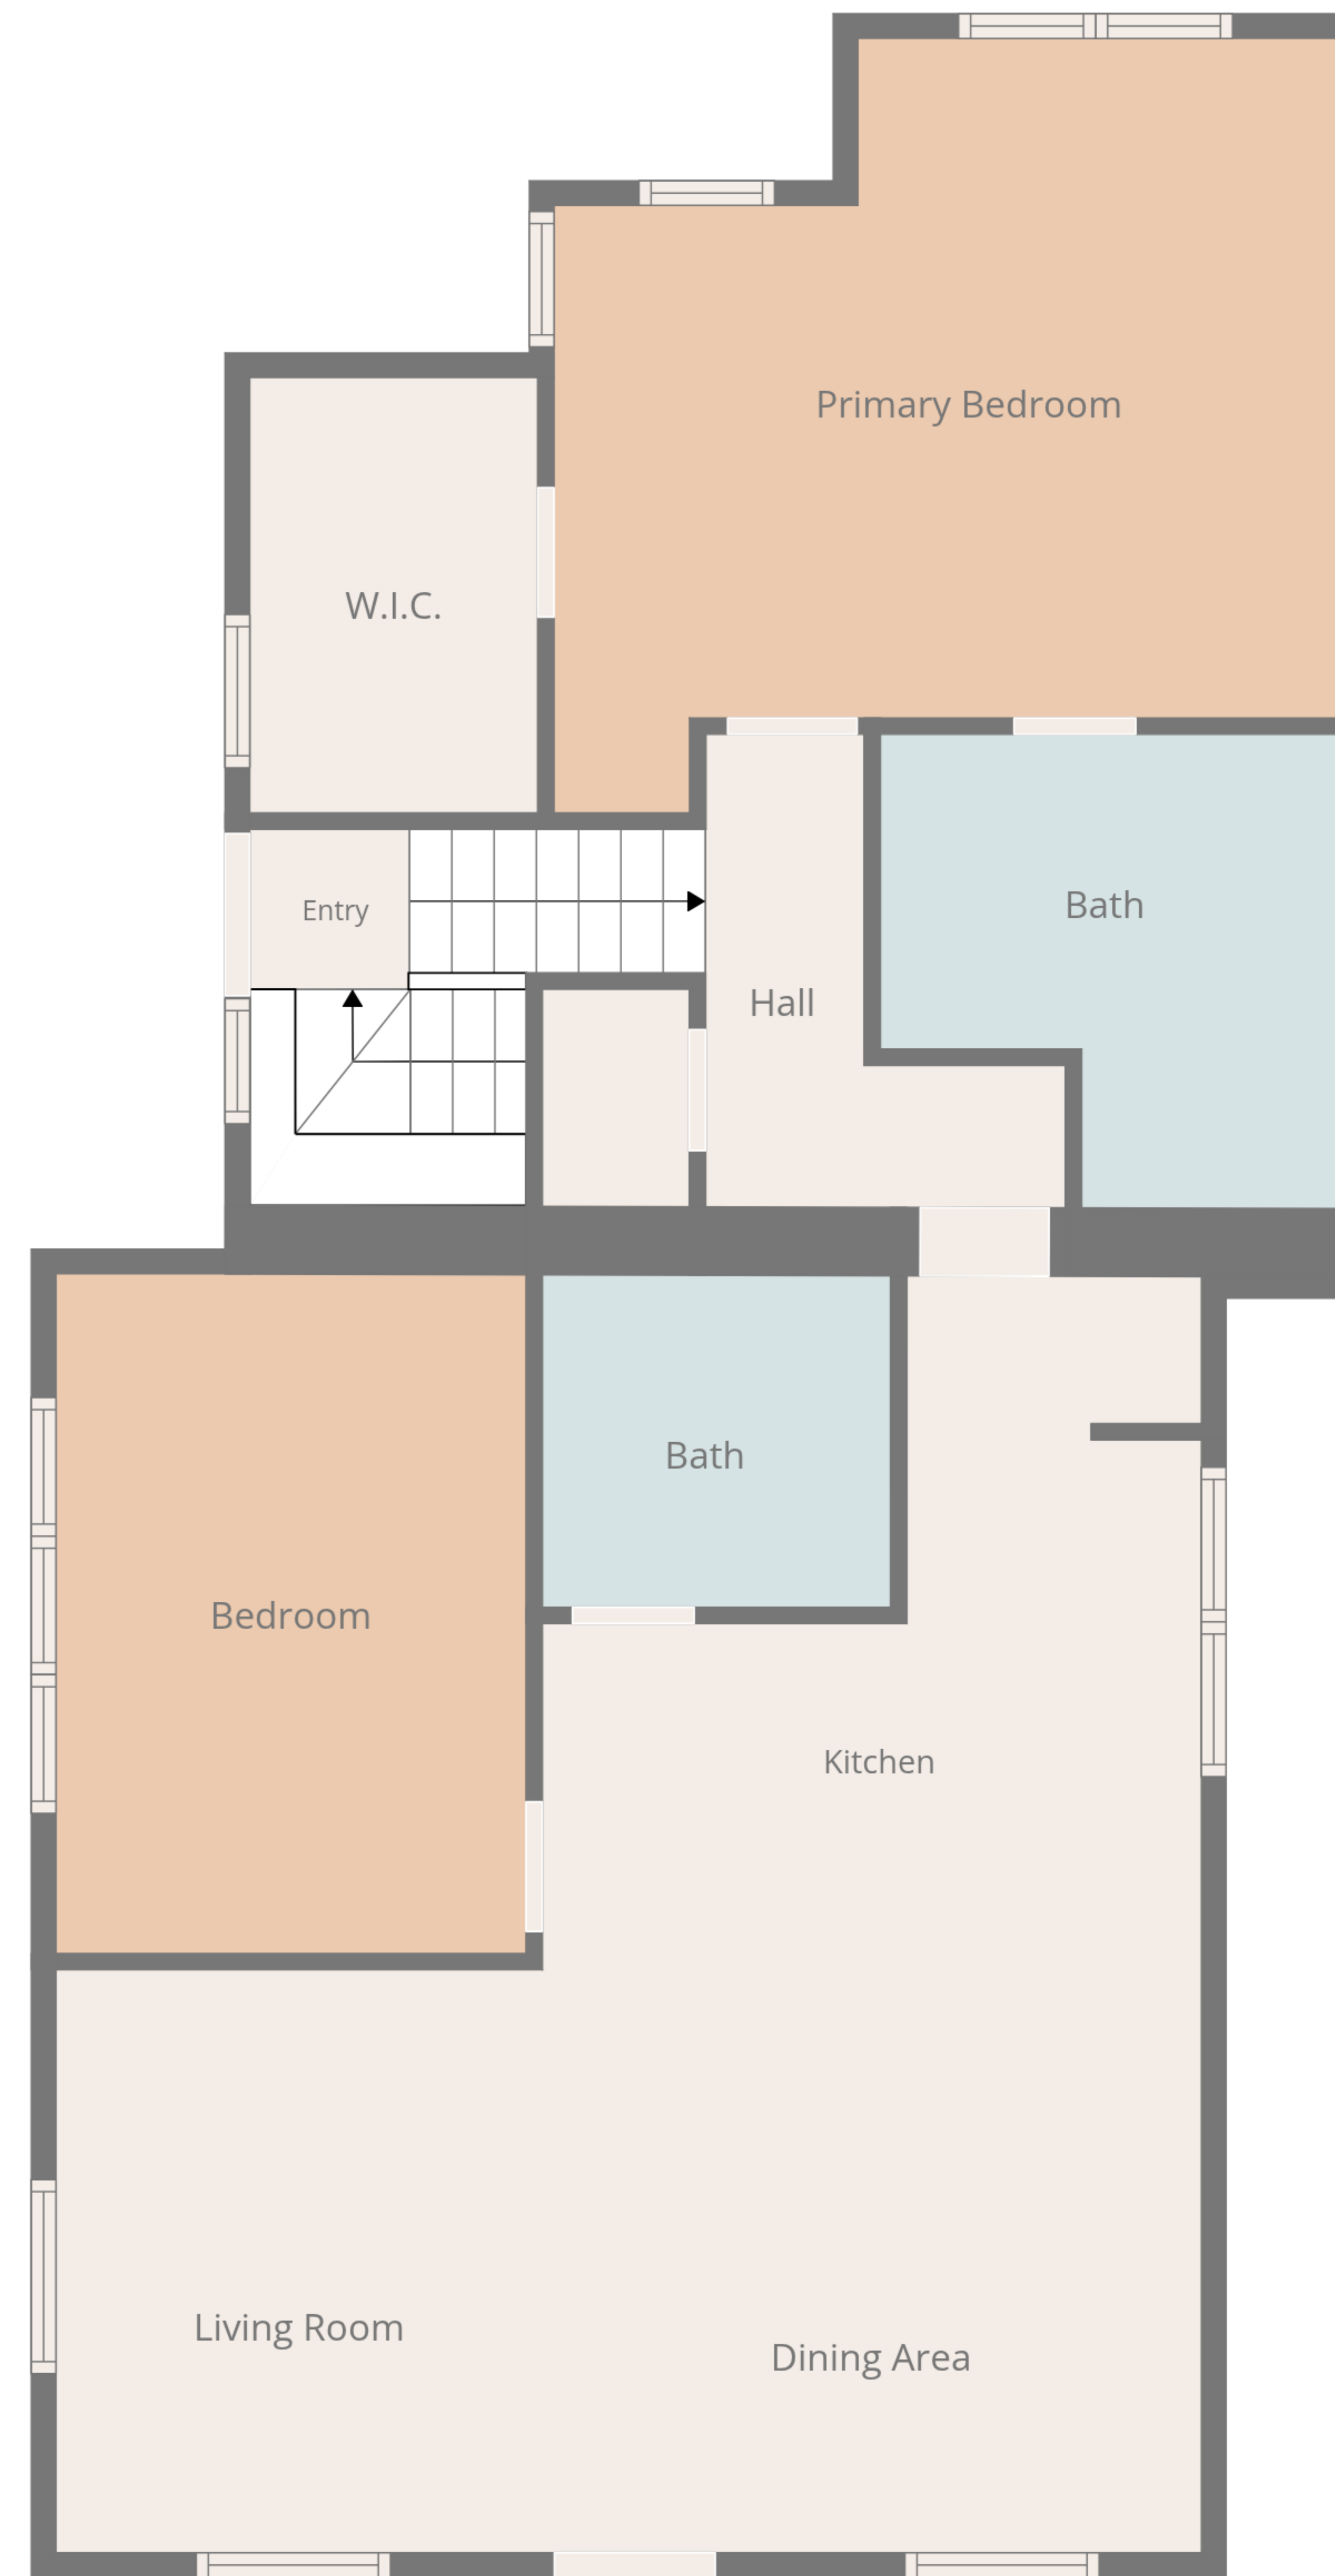 Primary Bedroom
W.I.C.
Entry
Bath
Hall
Bath
Bedroom
Kitchen
Living Room
Dining Area